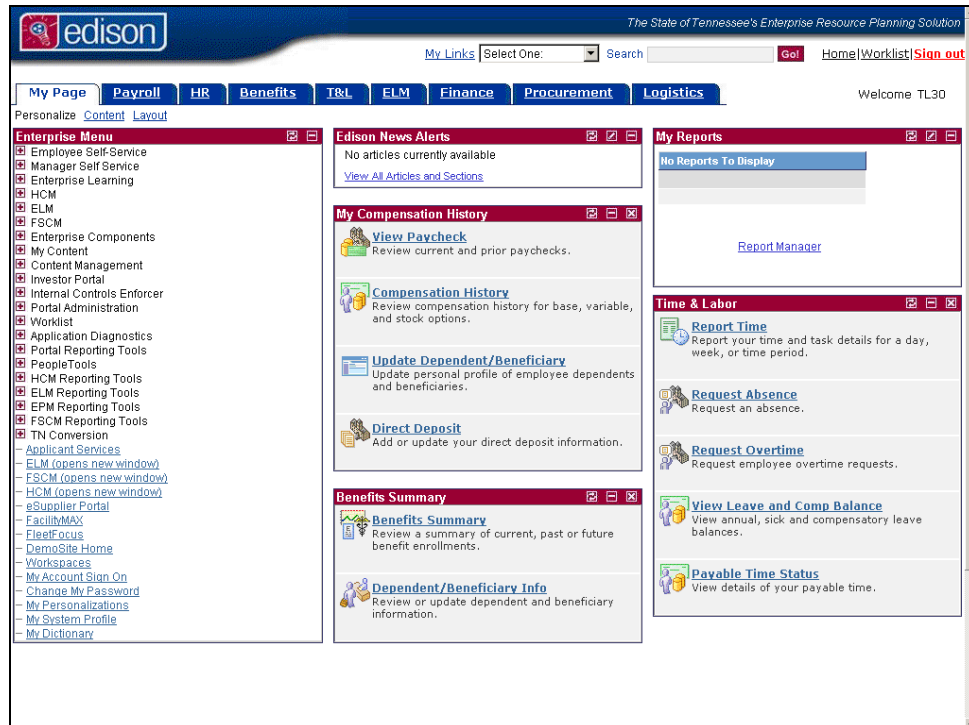 edison
The State of Tennessee's Enterprise Resource Planning Solution
My Links Select One: Search Go! Home|Worklist|Sign out
My Page Payroll HR Benefits T&L ELM Finance Procurement Logistics Welcome TL30
Personalize Content Layout
Enterprise Menu
Employee Self-Service
Manager Self Service
Enterprise Learning
HCM
ELM
FSCM
Enterprise Components
My Content
Content Management
Investor Portal
Internal Controls Enforcer
Portal Administration
Worklist
Application Diagnostics
Portal Reporting Tools
PeopleTools
HCM Reporting Tools
ELM Reporting Tools
EPM Reporting Tools
FSCM Reporting Tools
TN Conversion
Applicant Services
ELM (opens new window)
FSCM (opens new window)
HCM (opens new window)
eSupplier Portal
FacilityMAX
FleetFocus
DemoSite Home
Workspaces
My Account Sign On
Change My Password
My Personalizations
My System Profile
My Dictionary
Edison News Alerts
No articles currently available
View All Articles and Sections
My Compensation History
View Paycheck
Review current and prior paychecks.
Compensation History
Review compensation history for base, variable,
and stock options.
Update Dependent/Beneficiary
Update personal profile of employee dependents
and beneficiaries.
Direct Deposit
Add or update your direct deposit information.
Benefits Summary
Benefits Summary
Review a summary of current, past or future
benefit enrollments.
Dependent/Beneficiary Info
Review or update dependent and beneficiary
information.
My Reports
No Reports To Display
Report Manager
Time & Labor
Report Time
Report your time and task details for a day,
week, or time period.
Request Absence
Request an absence.
Request Overtime
Request employee overtime requests.
View Leave and Comp Balance
View annual, sick and compensatory leave
balances.
Payable Time Status
View details of your payable time.